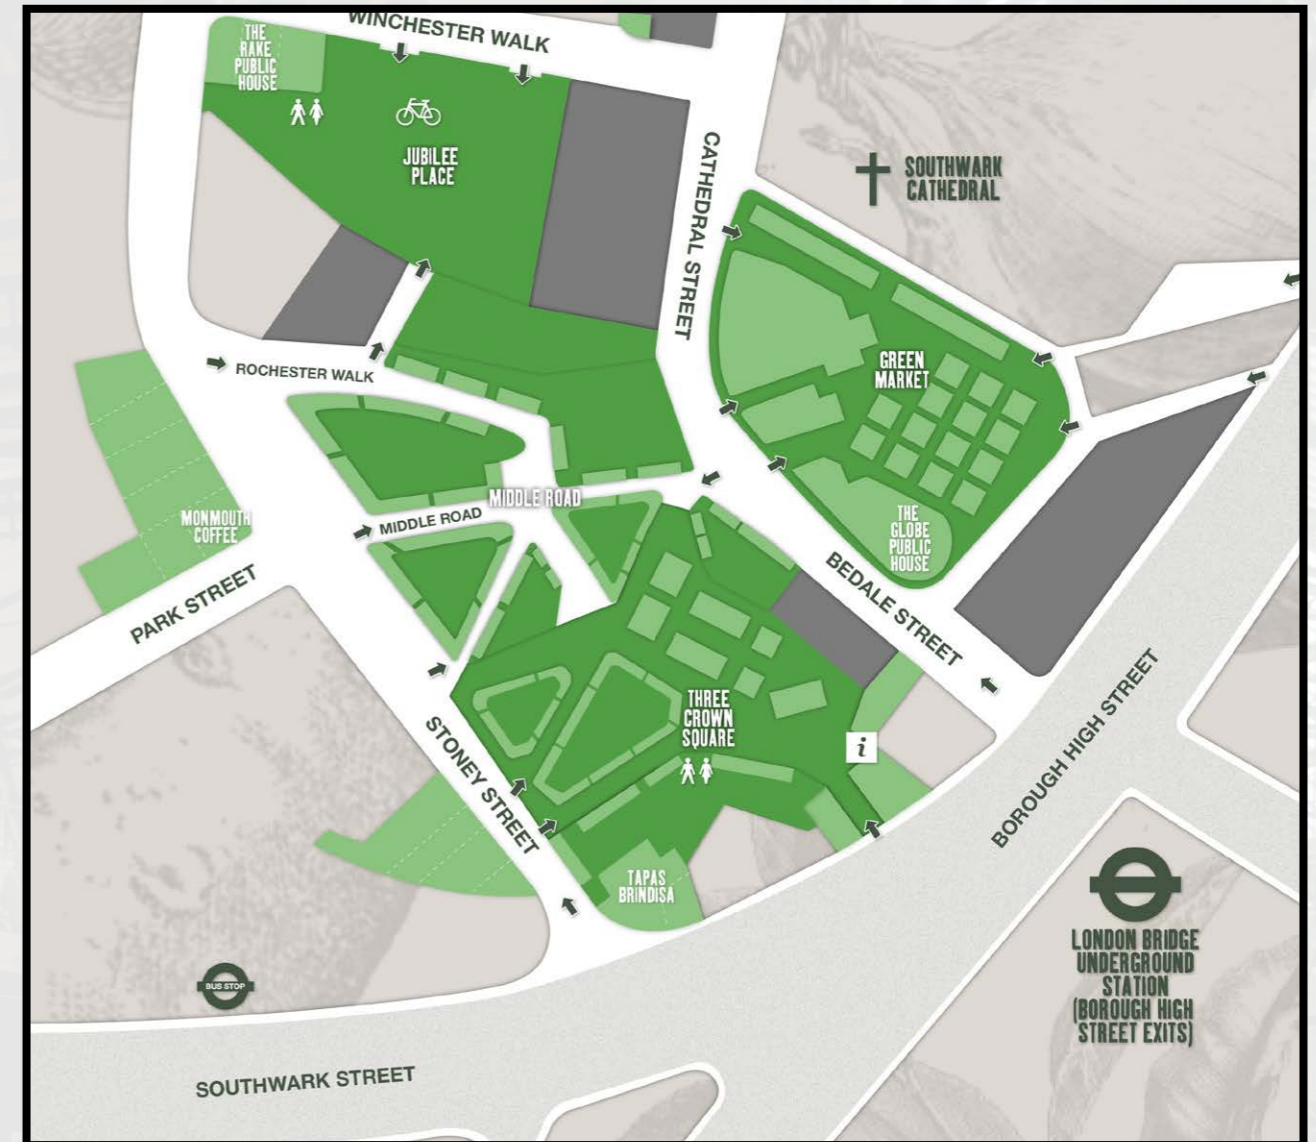 WINCHESTER WALK
THE
RAKE
PUBLIC
HOUSE
JUBILEE
PLACE
CATHEDRAL STREET
SOUTHWARK
CATHEDRAL
ROCHESTER WALK
GREEN
MARKET
MIDDLE ROAD
MIDDLE ROAD
MONMOUTH
COFFEE
THE
GLOBE
PUBLIC
HOUSE
PARK STREET
BEDALE STREET
THREE
CROWN
SQUARE
i
STONEY STREET
BOROUGH HIGH STREET
TAPAS
BRINDISA
LONDON BRIDGE
UNDERGROUND
STATION
(BOROUGH HIGH
STREET EXITS)
BUS STOP
SOUTHWARK STREET